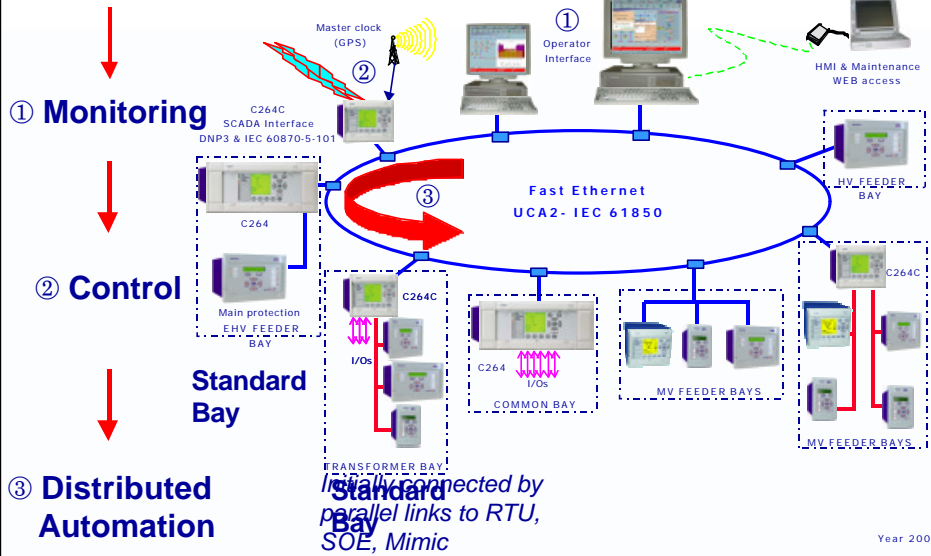 Master clock
(GPS)
②
①
Operator
Interface
HMI & Maintenance
WEB access
① Monitoring
C264C
SCADA Interface
DNP3 & IEC 60870-5-101
③
Fast Ethernet
UCA2- IEC 61850
HV FEEDER
BAY
C264
② Control
Main protection
EHV FEEDER
BAY
C264C
I/Os
C264
I/Os
COMMON BAY
MV FEEDER BAYS
C264C
MV FEEDER BAYS
Standard
Bay
TRANSFORMER BAY
Standard
Bay
③ Distributed
Automation
Initially connected by
parallel links to RTU,
SOE, Mimic
Year 200